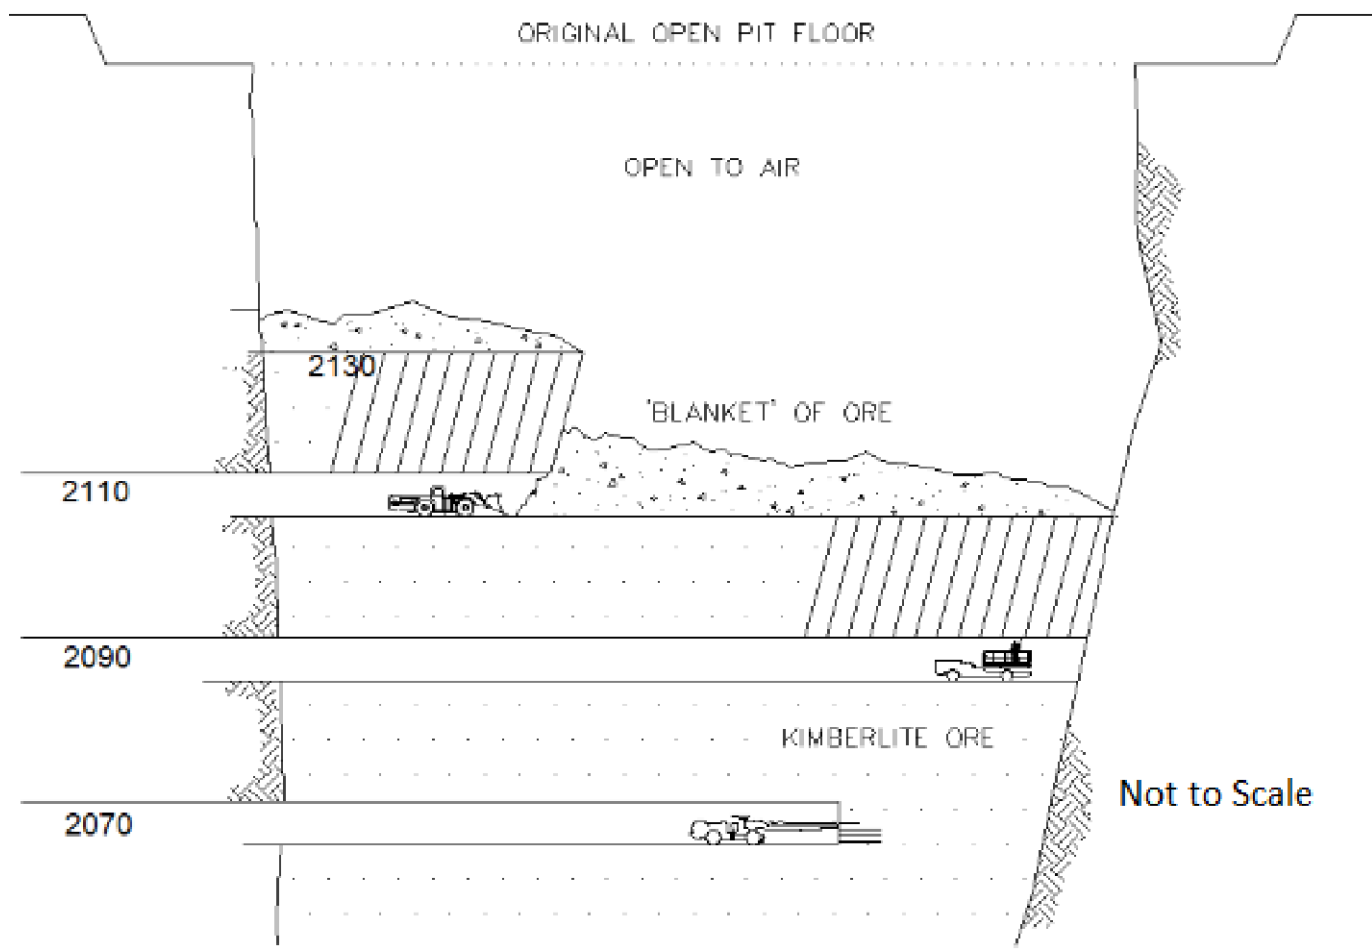 ORIGINAL OPEN PIT FLOOR
OPEN TO AIR
2130
'BLANKET' OF ORE
2110
2090
KIMBERLITE ORE
Not to Scale
2070